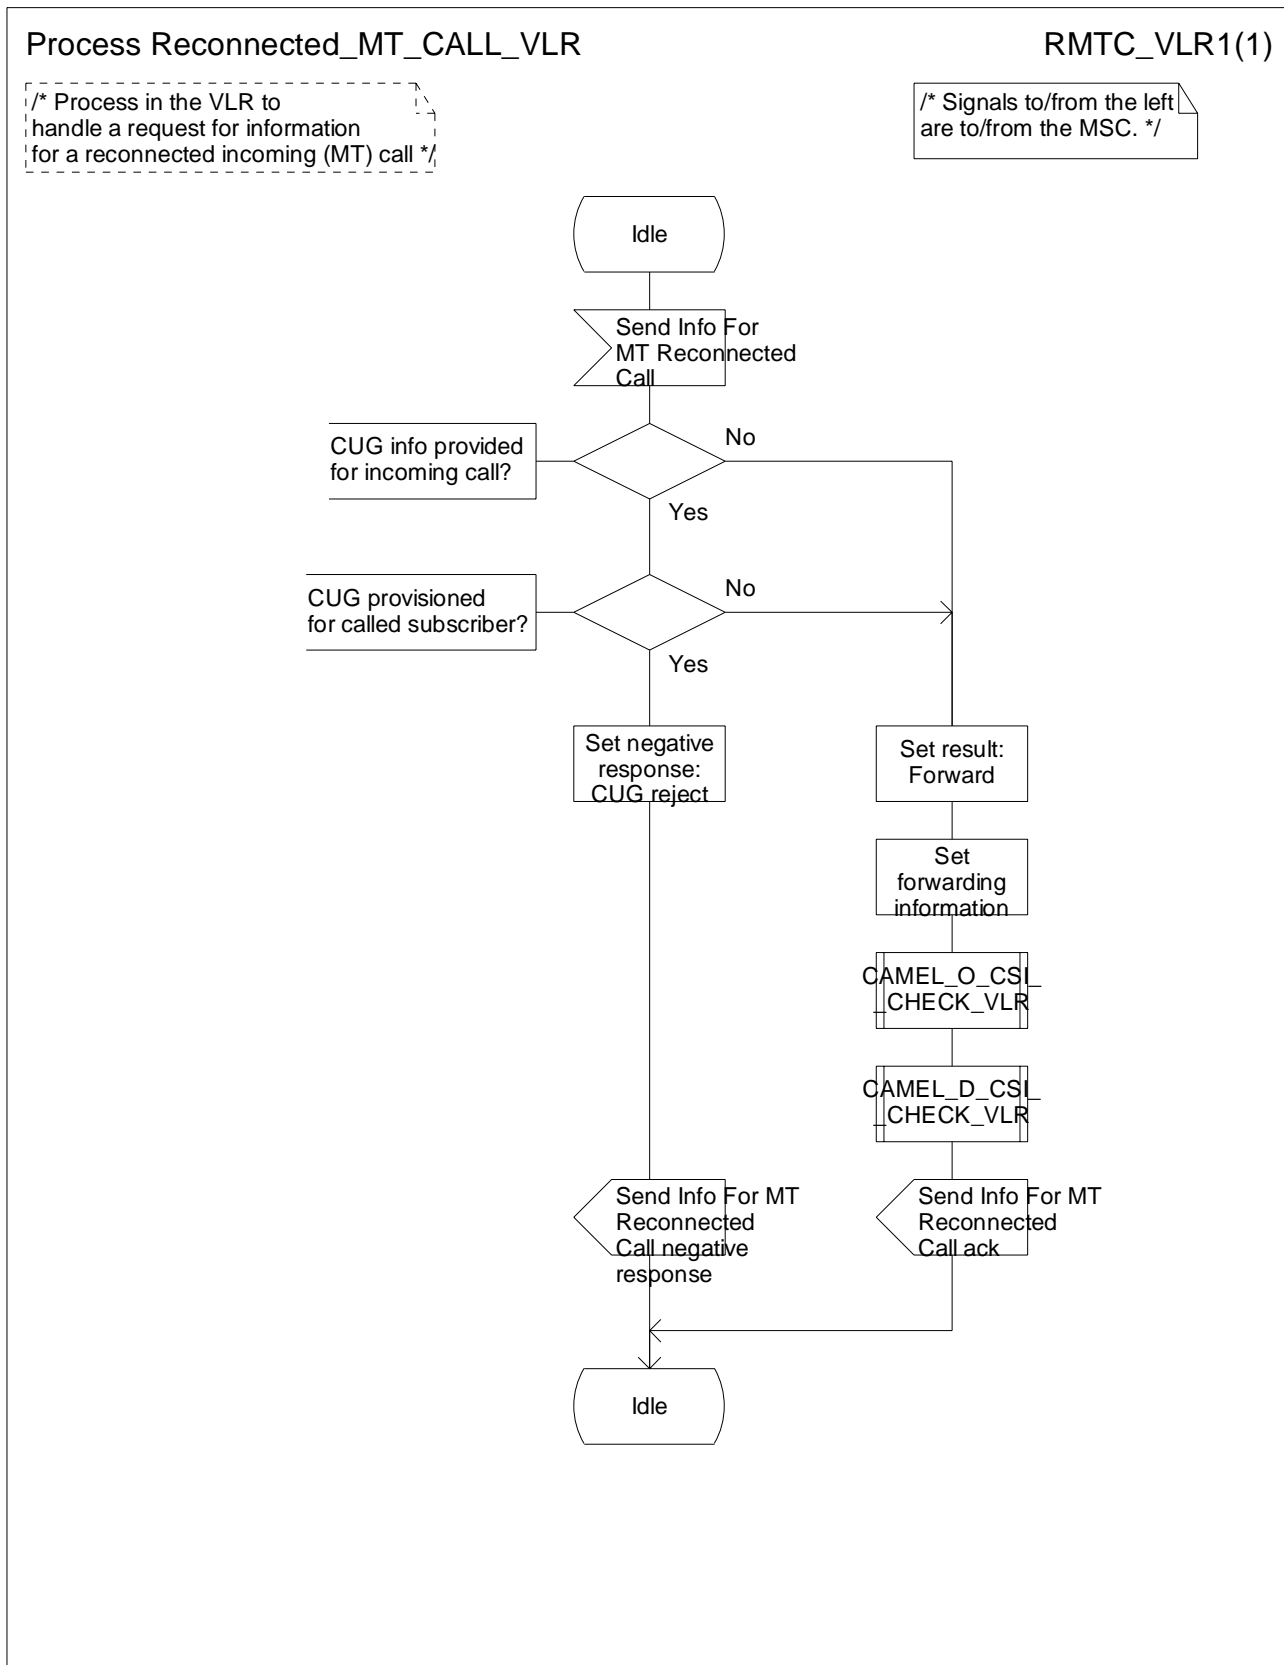 Process Reconnected_MT_CALL_VLR
RMTC_VLR1(1)
/* Process in the VLR to
handle a request for information
for a reconnected incoming (MT) call */
/* Signals to/from the left
are to/from the MSC. */
Idle
Send Info For
MT Reconnected
Call
CUG info provided
for incoming call?
No
Yes
CUG provisioned
for called subscriber?
No
Yes
Set negative
response:
CUG reject
Set result:
Forward
Set
forwarding
information
CAMEL_O_CSI_
_CHECK_VLR
CAMEL_D_CSI_
_CHECK_VLR
Send Info For MT
Reconnected
Call negative
response
Send Info For MT
Reconnected
Call ack
Idle